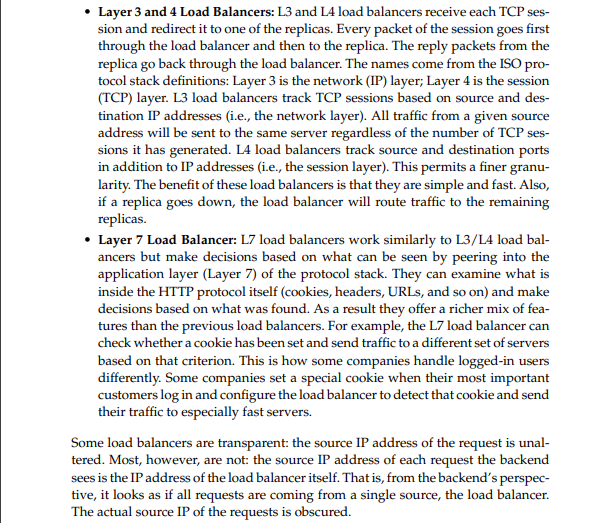 • Layer 3 and 4 Load Balancers: L3 and L4 load balancers receive each TCP ses-
sion and redirect it to one of the replicas. Every packet of the session goes first
through the load balancer and then to the replica. The reply packets from the
replica go back through the load balancer. The names come from the ISO pro-
tocol stack definitions: Layer 3 is the network (IP) layer; Layer 4 is the session
(TCP) layer. L3 load balancers track TCP sessions based on source and des-
tination IP addresses (i.e., the network layer). All traffic from a given source
address will be sent to the same server regardless of the number of TCP ses-
sions it has generated. L4 load balancers track source and destination ports
in addition to IP addresses (i.e., the session layer). This permits a finer granu-
larity. The benefit of these load balancers is that they are simple and fast. Also,
if a replica goes down, the load balancer will route traffic to the remaining
replicas.
• Layer 7 Load Balancer: L7 load balancers work similarly to L3/L4 load bal-
ancers but make decisions based on what can be seen by peering into the
application layer (Layer 7) of the protocol stack. They can examine what is
inside the HTTP protocol itself (cookies, headers, URLs, and so on) and make
decisions based on what was found. As a result they offer a richer mix of fea-
tures than the previous load balancers. For example, the L7 load balancer can
check whether a cookie has been set and send traffic to a different set of servers
based on that criterion. This is how some companies handle logged-in users
differently. Some companies set a special cookie when their most important
customers log in and configure the load balancer to detect that cookie and send
their traffic to especially fast servers.
Some load balancers are transparent: the source IP address of the request is unal-
tered. Most, however, are not: the source IP address of each request the backend
sees is the IP address of the load balancer itself. That is, from the backend's perspec-
tive, it looks as if all requests are coming from a single source, the load balancer.
The actual source IP of the requests is obscured.